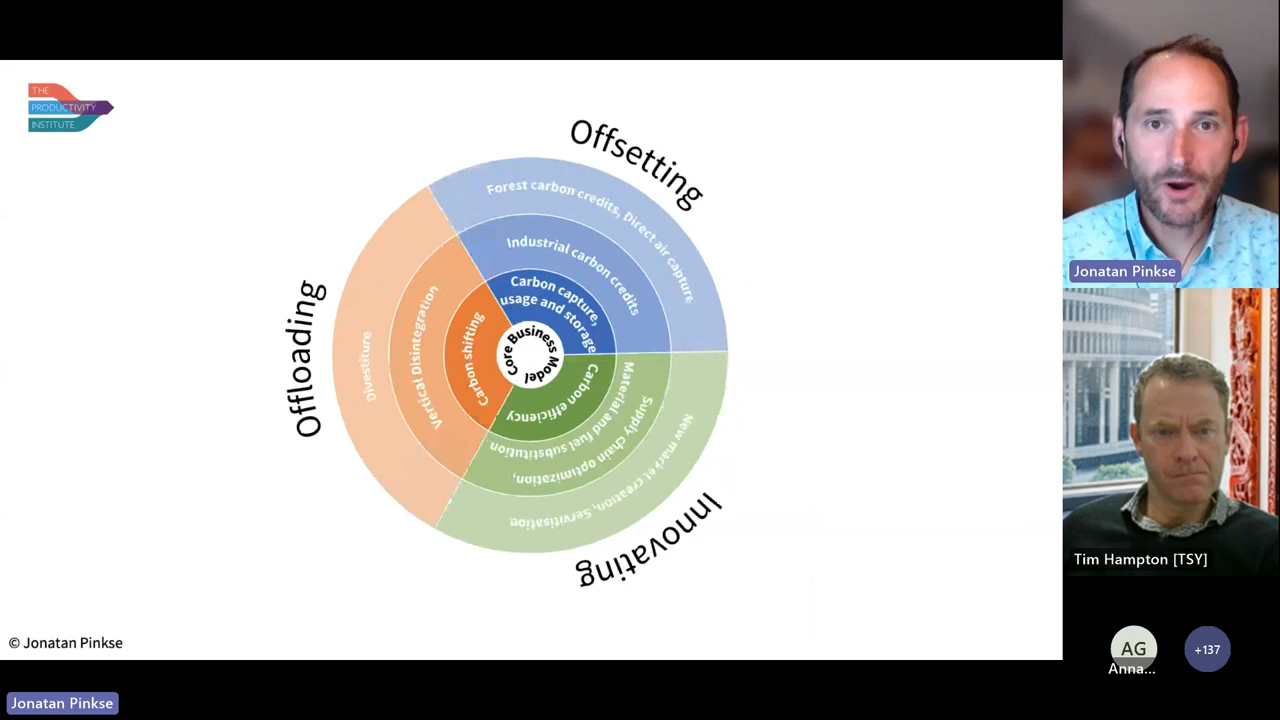 THE
PRODUCTIVITY
INSTITUTE
Offsetting
Forest carbon credits, Direct air capture
Industrial carbon credits
Carbon capture,
usage and storage
Offloading
Divestiture
Vertical Disintegration
Carbon shifting
Core Business Model
Carbon efficiency
Material and fuel substitution
Supply chain optimization,
New market creation, Servitisation
Innovating
© Jonatan Pinkse
Jonatan Pinkse
Jonatan Pinkse
Tim Hampton [TSY]
AG
Anna...
+137